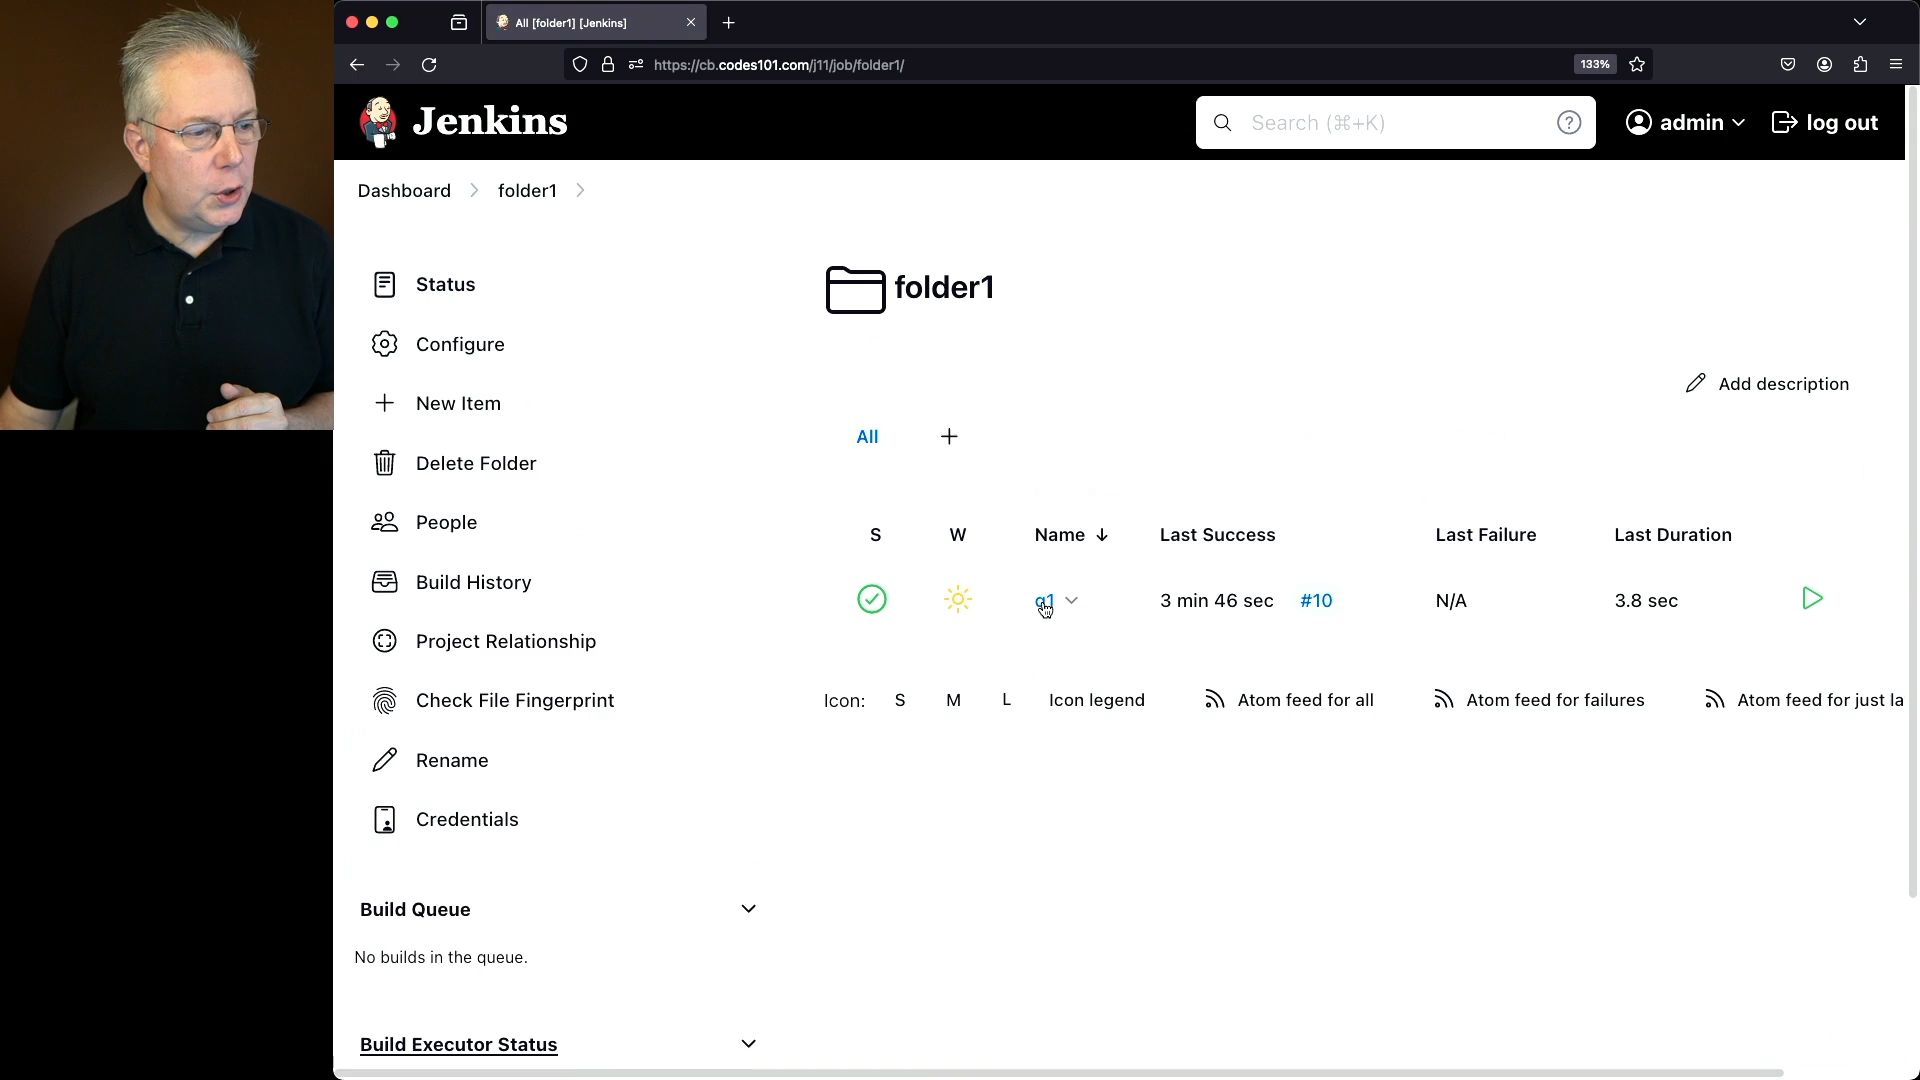 All [folder1] [Jenkins]
https://cb.codes101.com/j11/job/folder1/
133%
Jenkins
Search (⌘+K)
admin
log out
Dashboard
folder1
Status
Configure
New Item
Delete Folder
People
Build History
Project Relationship
Check File Fingerprint
Rename
Credentials
Build Queue
No builds in the queue.
Build Executor Status
folder1
Add description
All
S W Name ↓ Last Success Last Failure Last Duration
3 min 46 sec #10 N/A 3.8 sec
Icon: S M L Icon legend Atom feed for all Atom feed for failures Atom feed for just la